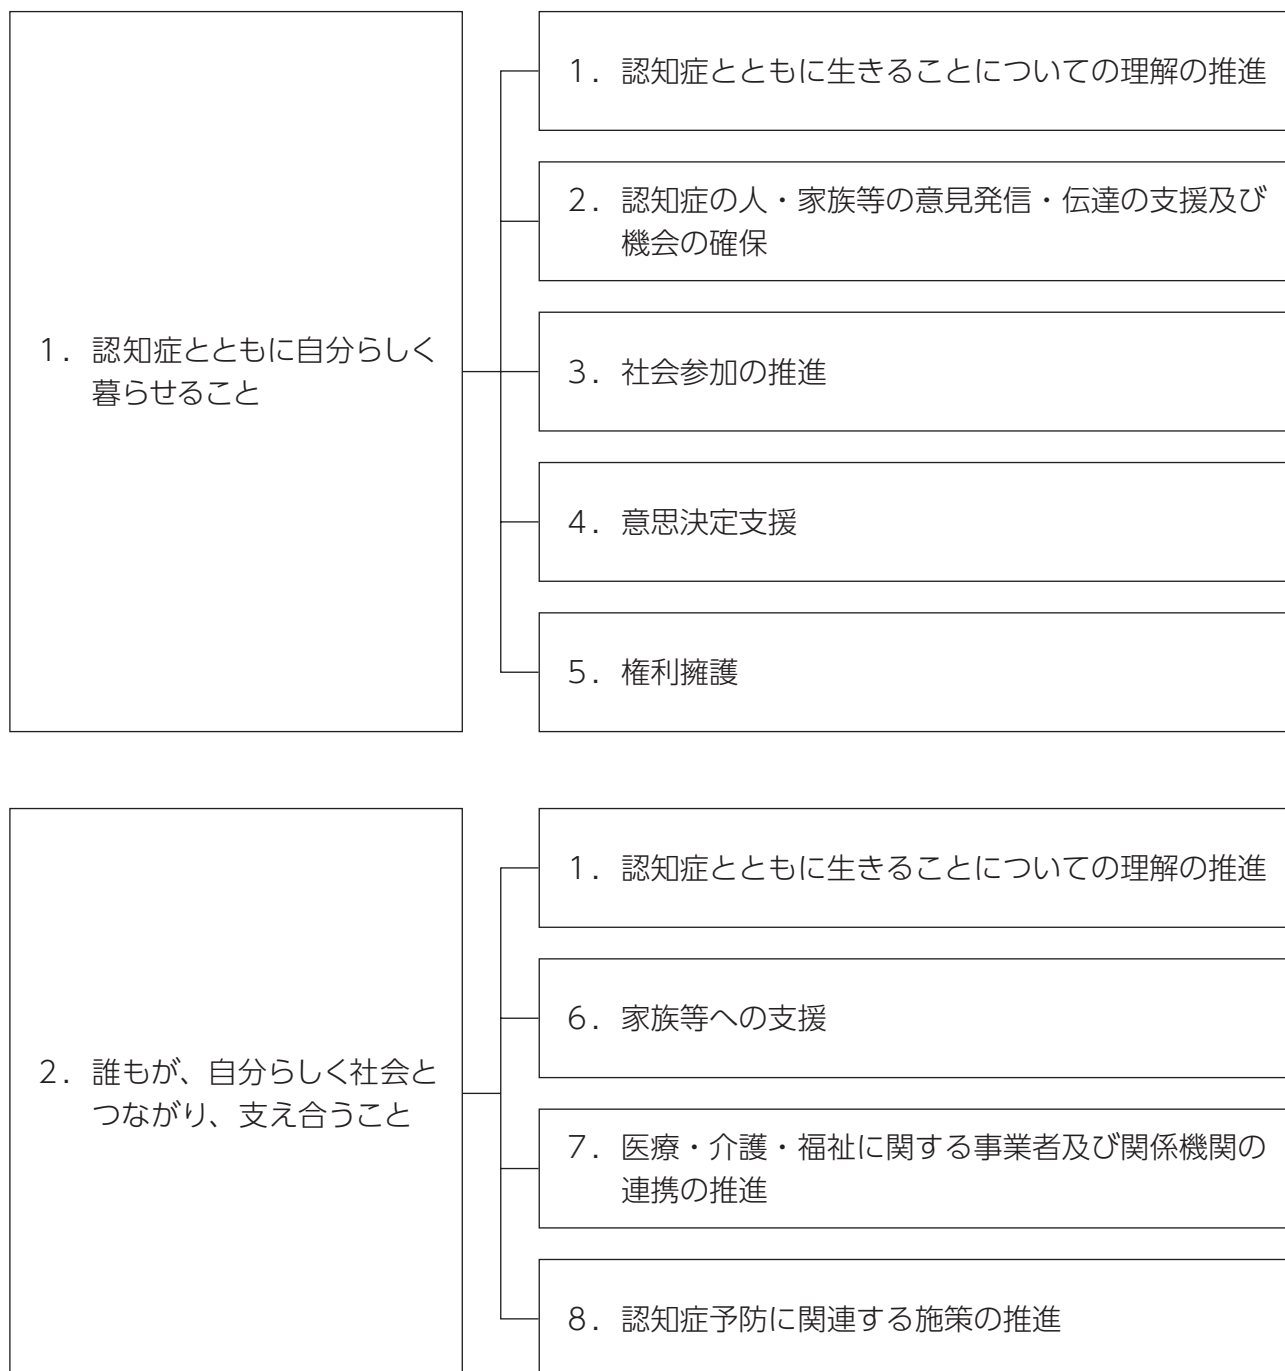 1. 認知症とともに自分らしく
暮らせること
1. 認知症とともに生きることについての理解の推進
2. 認知症の人・家族等の意見発信・伝達の支援及び
機会の確保
3. 社会参加の推進
4. 意思決定支援
5. 権利擁護
2. 誰もが、自分らしく社会と
つながり、支え合うこと
1. 認知症とともに生きることについての理解の推進
6. 家族等への支援
7. 医療・介護・福祉に関する事業者及び関係機関の
連携の推進
8. 認知症予防に関連する施策の推進